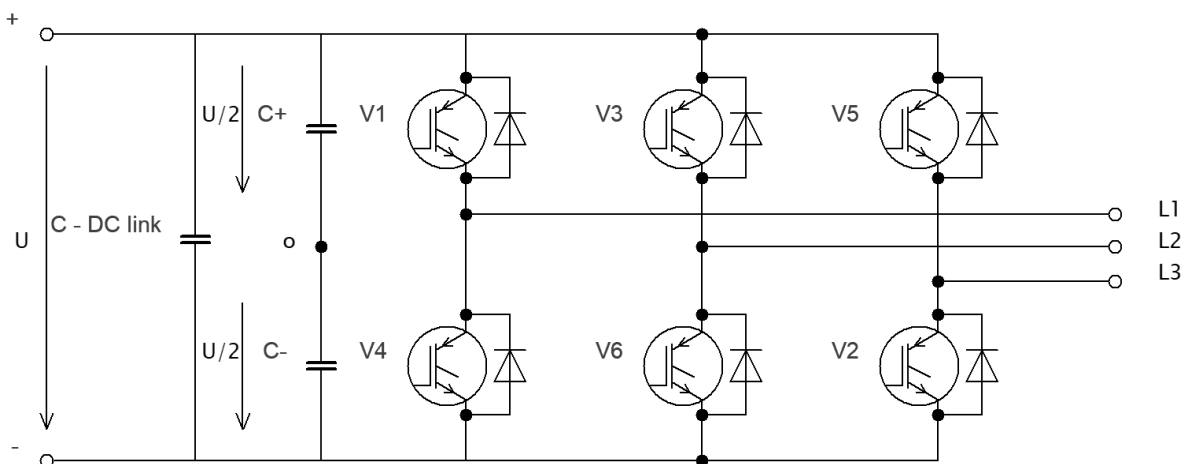 +
U/2
C+
V1
V3
V5
C - DC link
U
o
L1
L2
L3
U/2
C-
V4
V6
V2
-